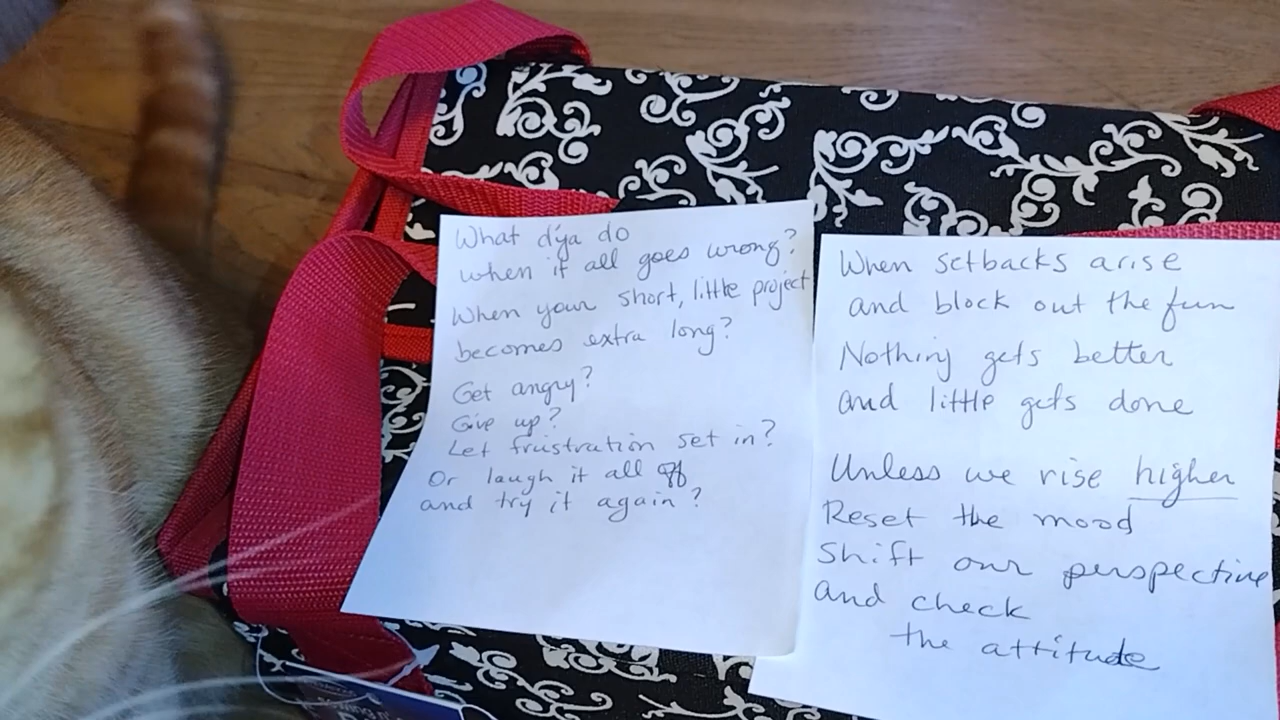 What d'ya do
when it all goes wrong?
When your short, little project
becomes extra long?
Get angry?
Give up?
Let frustration set in?
Or laugh it all off
and try it again?
When setbacks arise
and block out the fun
Nothing gets better
and little gets done
Unless we rise higher
Reset the mood
Shift our perspective
and check
the attitude